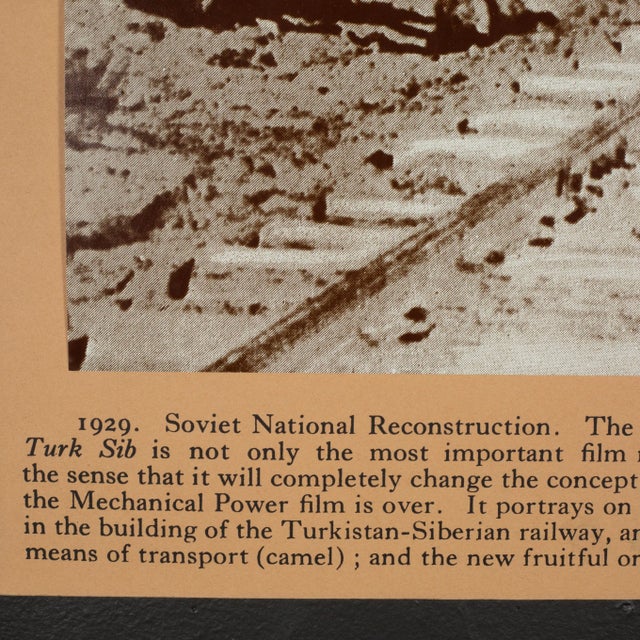 1929. Soviet National Reconstruction. The
Turk Sib is not only the most important film
the sense that it will completely change the concept
the Mechanical Power film is over. It portrays on
in the building of the Turkistan-Siberian railway, an
means of transport (camel) ; and the new fruitful or